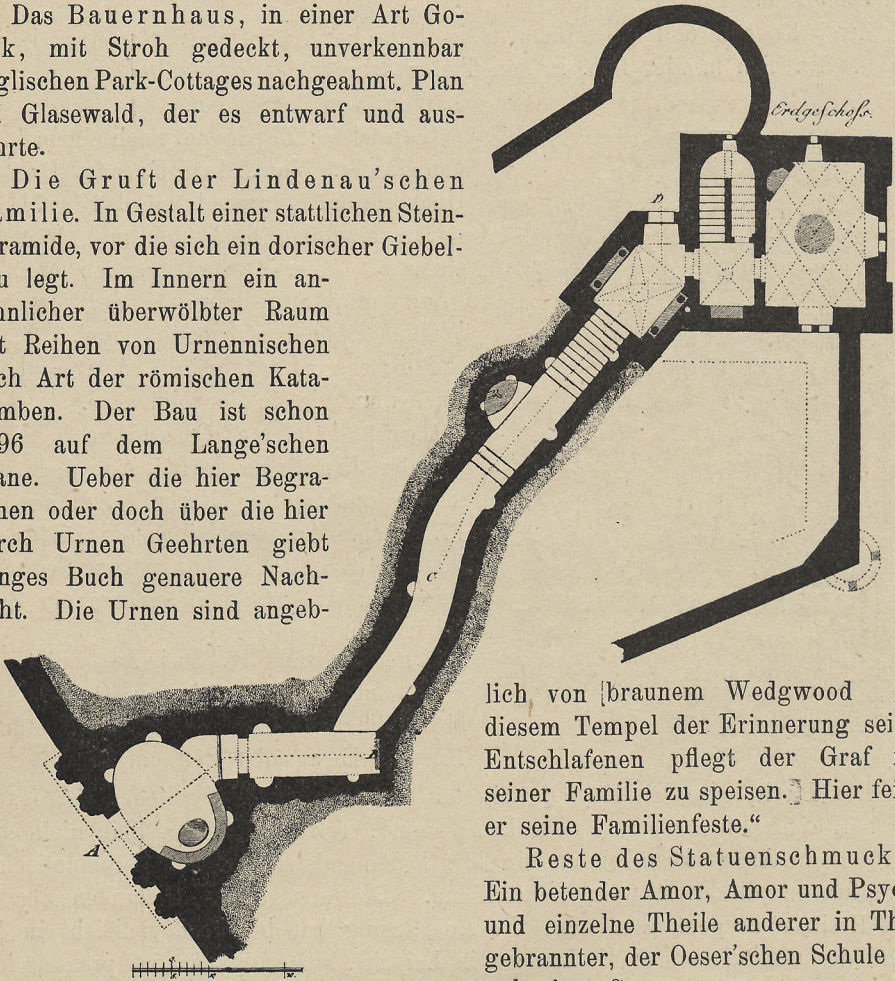 Das Bauernhaus, in einer Art Go-
k, mit Stroh gedeckt, unverkennbar
glischen Park-Cottages nachgeahmt. Plan
Glasewald, der es entwarf und aus-
hrte.
Die Gruft der Lindenau'schen
milie. In Gestalt einer stattlichen Stein-
ramide, vor die sich ein dorischer Giebel-
u legt. Im Innern ein an-
hnlicher überwölbter Raum
t Reihen von Urnennischen
ch Art der römischen Kata-
mben. Der Bau ist schon
96 auf dem Lange'schen
ane. Ueber die hier Begra-
nen oder doch über die hier
rch Urnen Geehrten giebt
nges Buch genauere Nach-
ht. Die Urnen sind angeb-
Erdgeschoss.
D
C
B
A
lich von [braunem Wedgwood
diesem Tempel der Erinnerung sei
Entschlafenen pflegt der Graf
seiner Familie zu speisen.] Hier fei
er seine Familienfeste.“
Reste des Statuenschmuck
Ein betender Amor, Amor und Psyc
und einzelne Theile anderer in Th
gebrannter, der Oeser'schen Schule